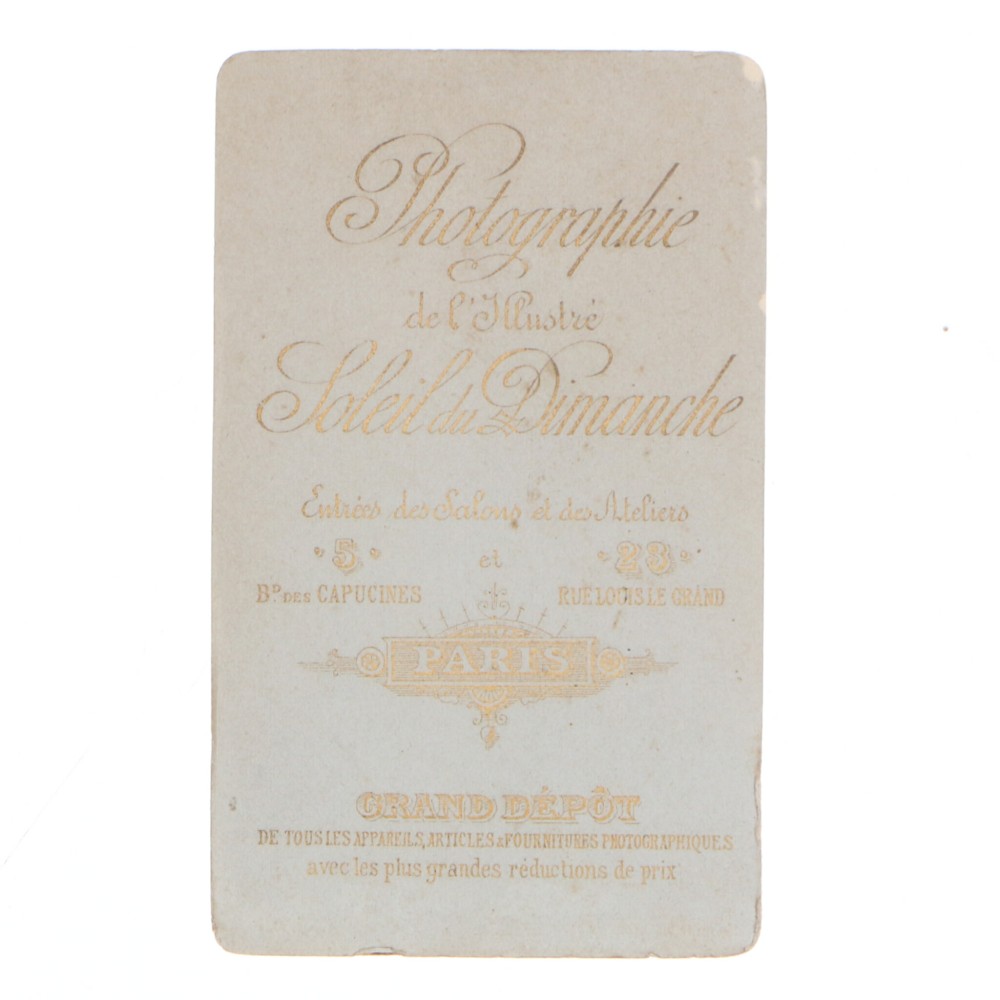 Photographie
de l'Illustré
Soleil du Dimanche
Entrées des Salons et des Ateliers
5 et 23
Bᴅ DES CAPUCINES RUE LOUIS LE GRAND
PARIS
GRAND DÉPÔT
DE TOUS LES APPAREILS, ARTICLES & FOURNITURES PHOTOGRAPHIQUES
avec les plus grandes réductions de prix